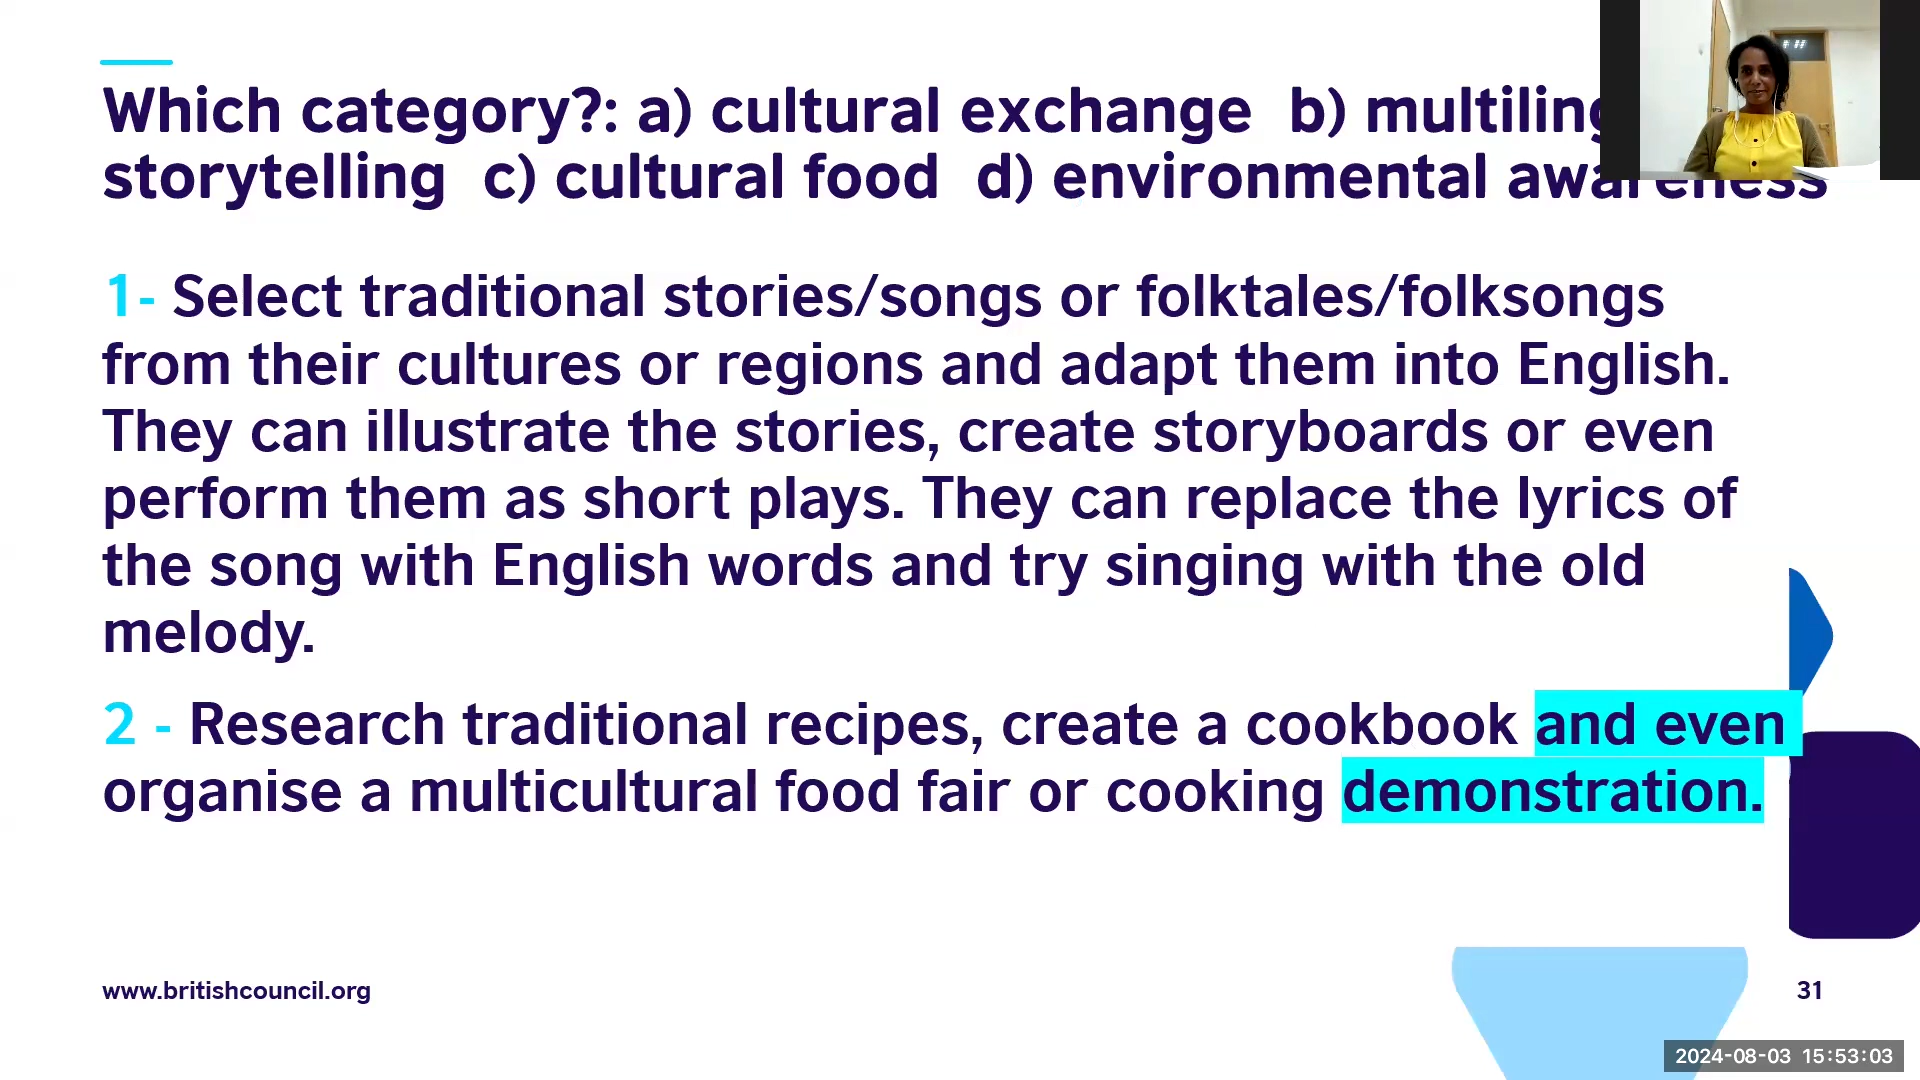 Which category?: a) cultural exchange b)
storytelling c) cultural food d) environmental awareness
1- Select traditional stories/songs or folktales/folksongs
from their cultures or regions and adapt them into English.
They can illustrate the stories, create storyboards or even
perform them as short plays. They can replace the lyrics of
the song with English words and try singing with the old
melody.
2 - Research traditional recipes, create a cookbook and even
organise a multicultural food fair or cooking demonstration.
www.britishcouncil.org
31
2024-08-03 15:53:03